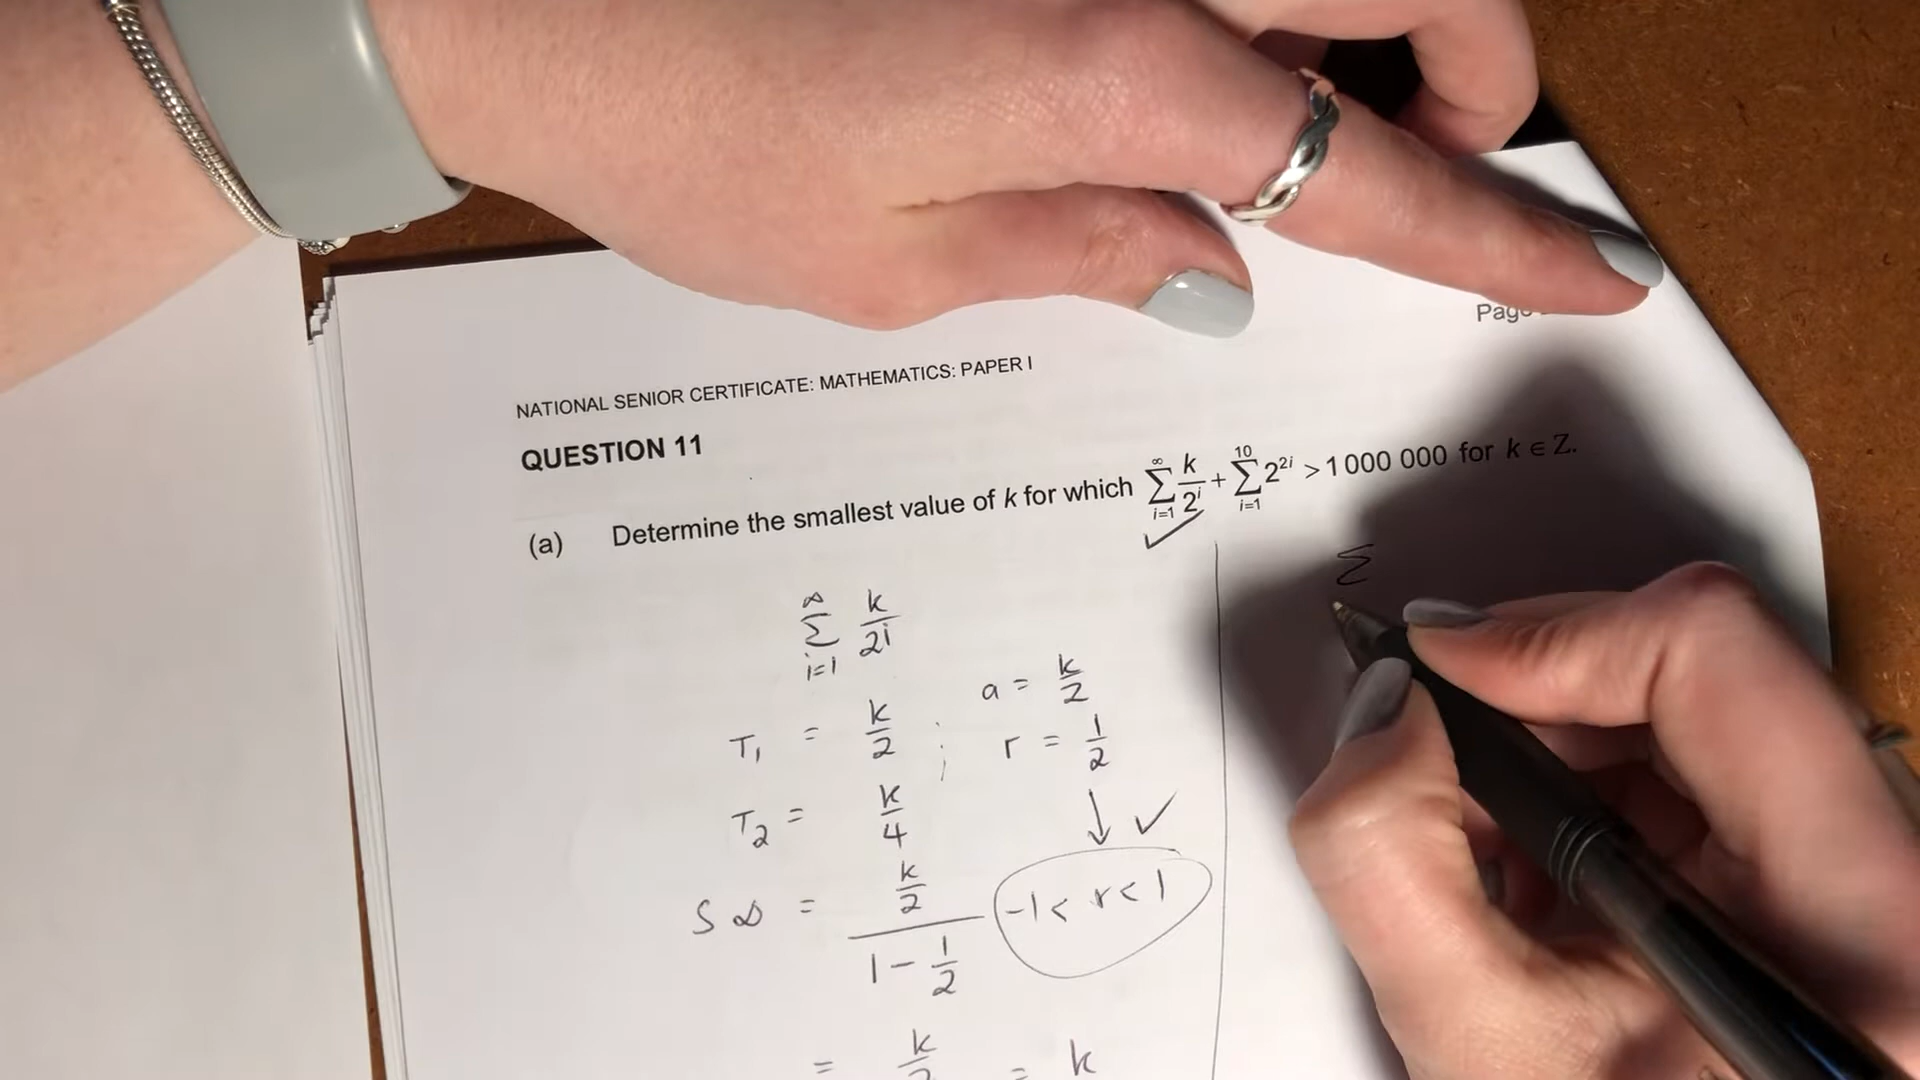 Page
NATIONAL SENIOR CERTIFICATE: MATHEMATICS: PAPER I
QUESTION 11
(a) Determine the smallest value of k for which ∑_{i=1}^{∞} k/2^i + ∑_{i=1}^{10} 2^{2i} > 1 000 000 for k ∈ Z.
∑_{i=1}^{∞} k/2^i
∑
T₁ = k/2 ; a = k/2
r = 1/2
T₂ = k/4
↓ ✓
S∞ = (k/2)/(1 − 1/2)
-1 < r < 1
= k = k